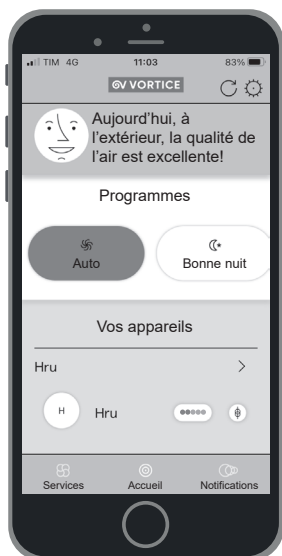 TIM 4G 11:03 83%
VORTICE
Aujourd'hui, à
l'extérieur, la qualité de
l'air est excellente!
Programmes
Auto Bonne nuit
Vos appareils
Hru
H Hru
Services Accueil Notifications